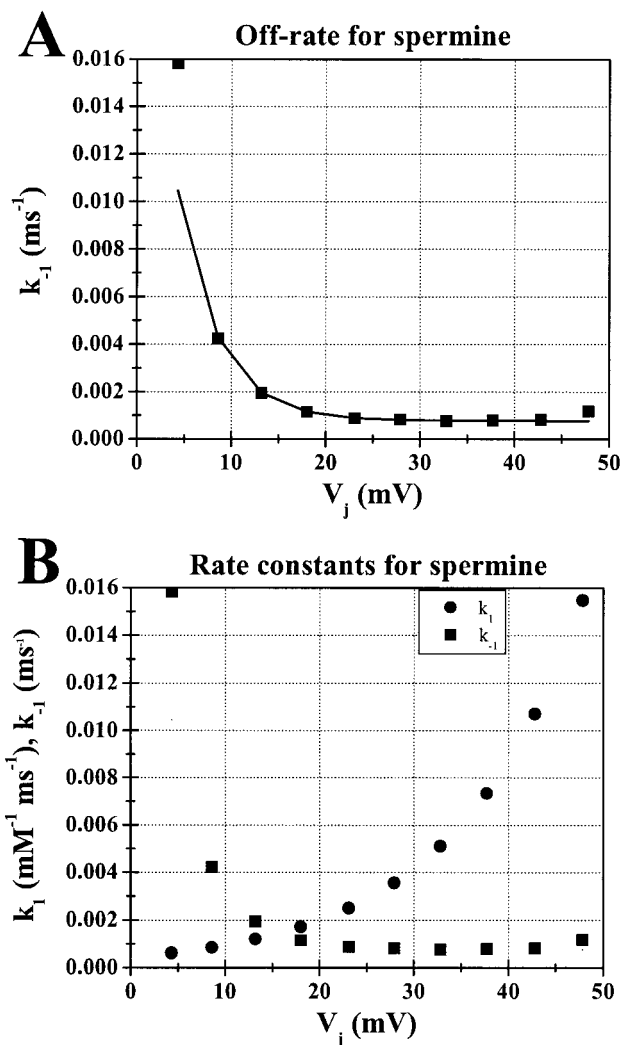 A
Off-rate for spermine
0.016
0.014
0.012
0.010
0.008
0.006
0.004
0.002
0.000
k-1 (ms-1)
0 10 20 30 40 50
Vj (mV)
B
Rate constants for spermine
0.016
0.014
0.012
0.010
0.008
0.006
0.004
0.002
0.000
k1 (mM-1 ms-1), k-1 (ms-1)
k1
k-1
0 10 20 30 40 50
Vj (mV)